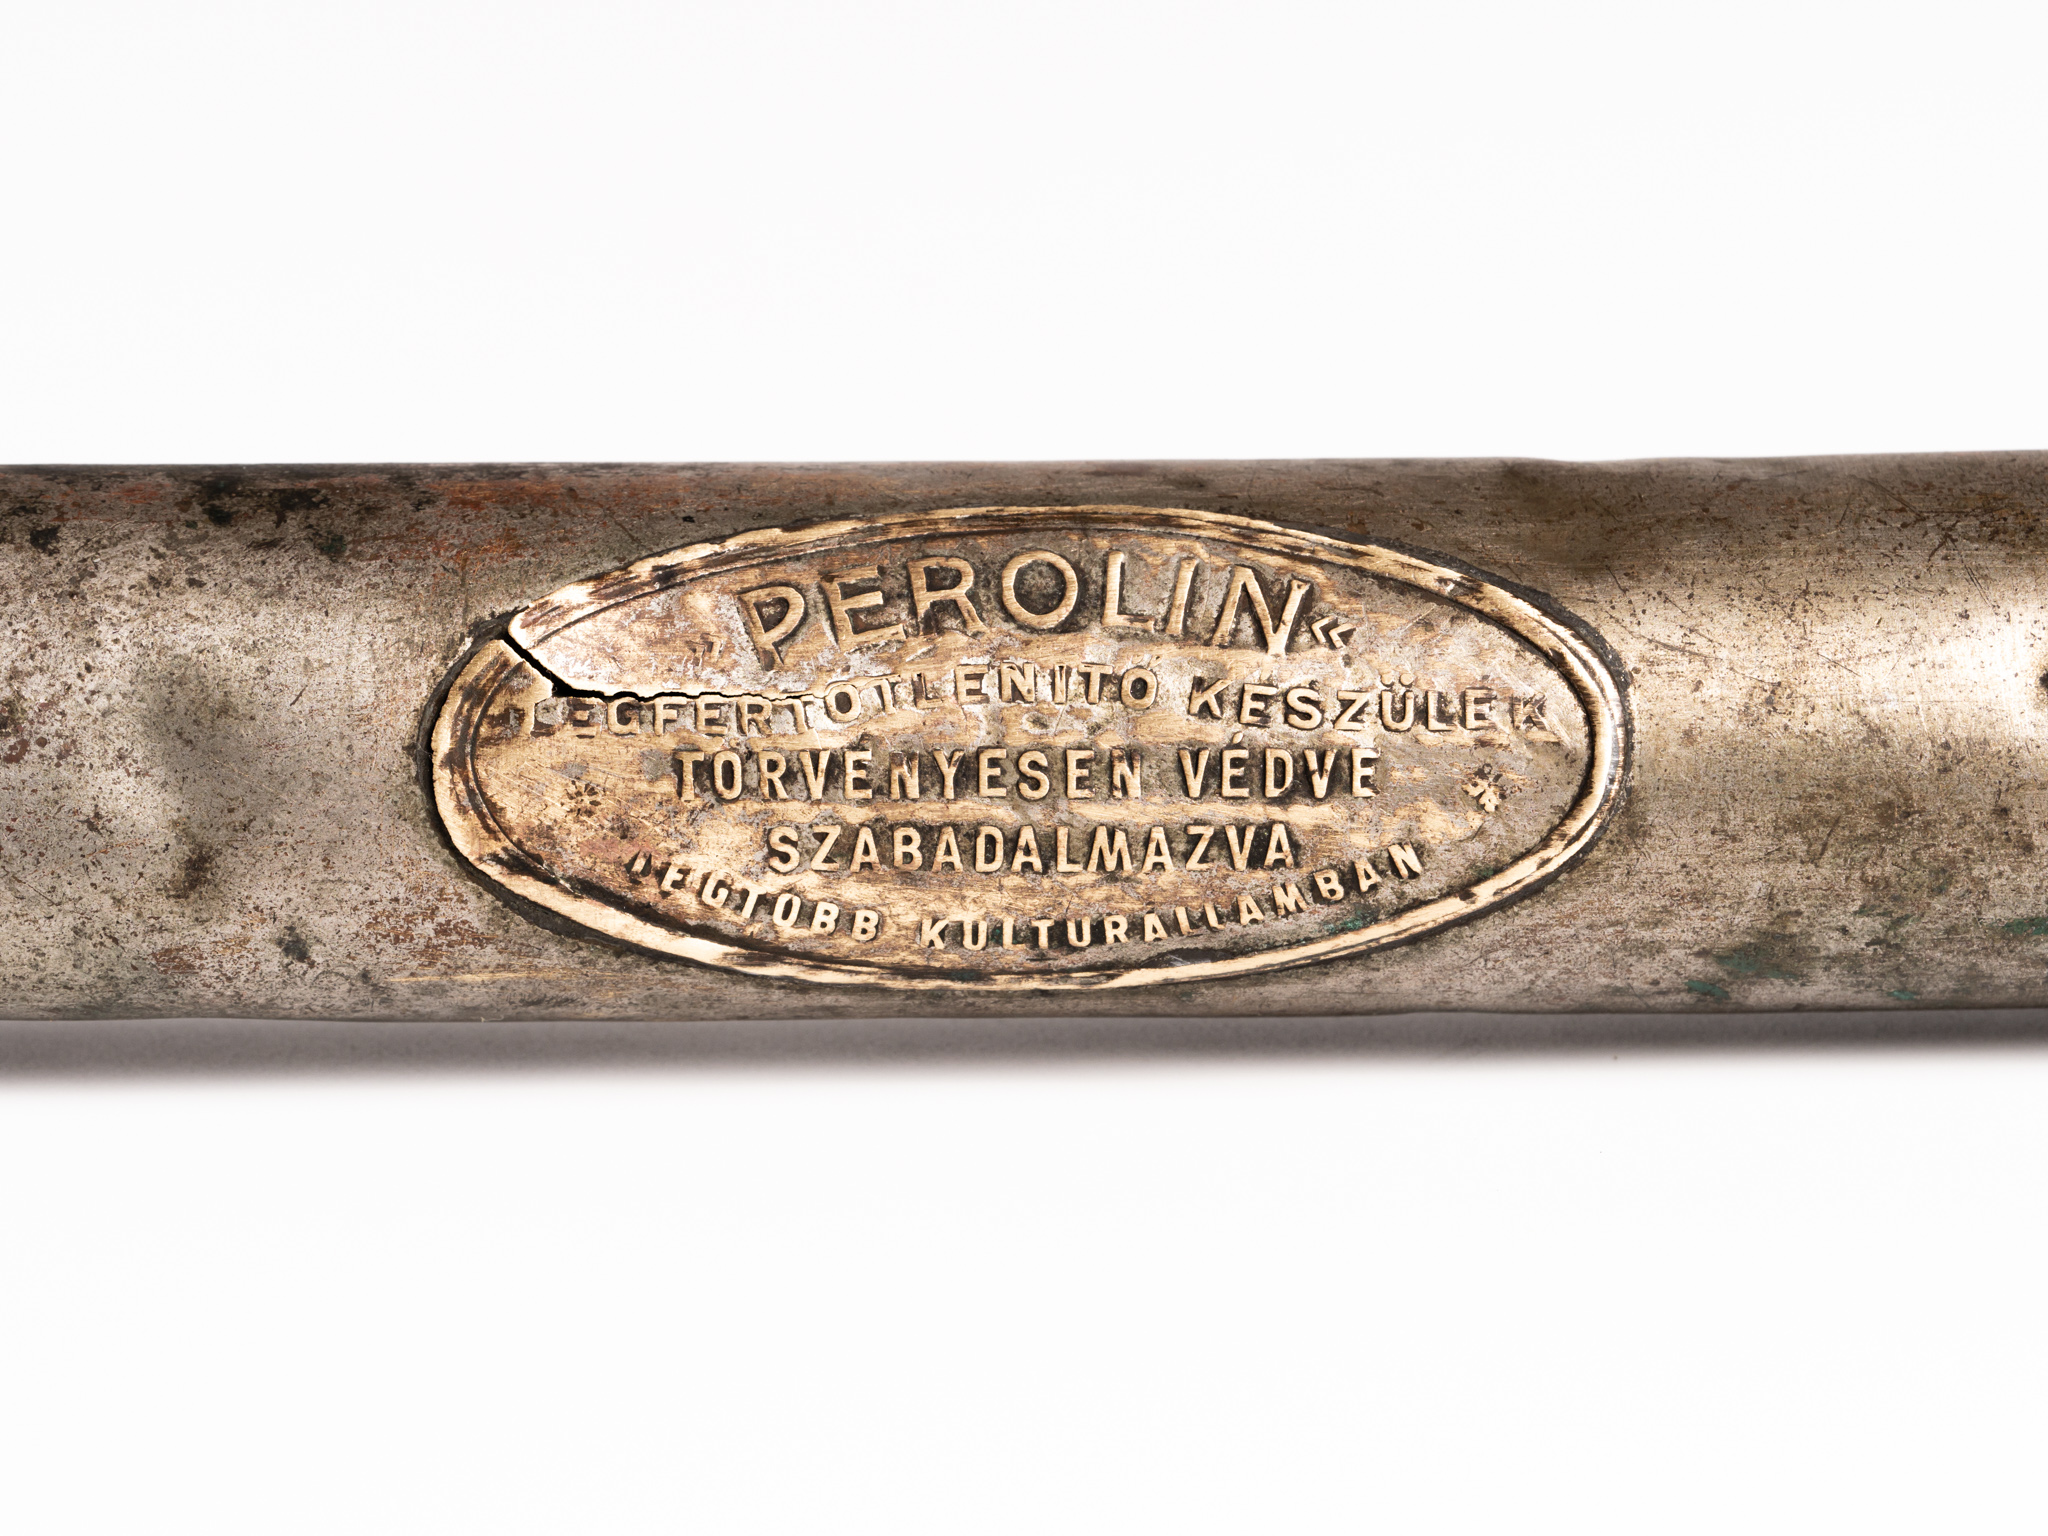 „PEROLIN“
LEGFERTŐTLENITŐ KÉSZÜLÉK
TÖRVÉNYESEN VÉDVE
SZABADALMAZVA
LEGTÖBB KULTURÁLLAMBAN